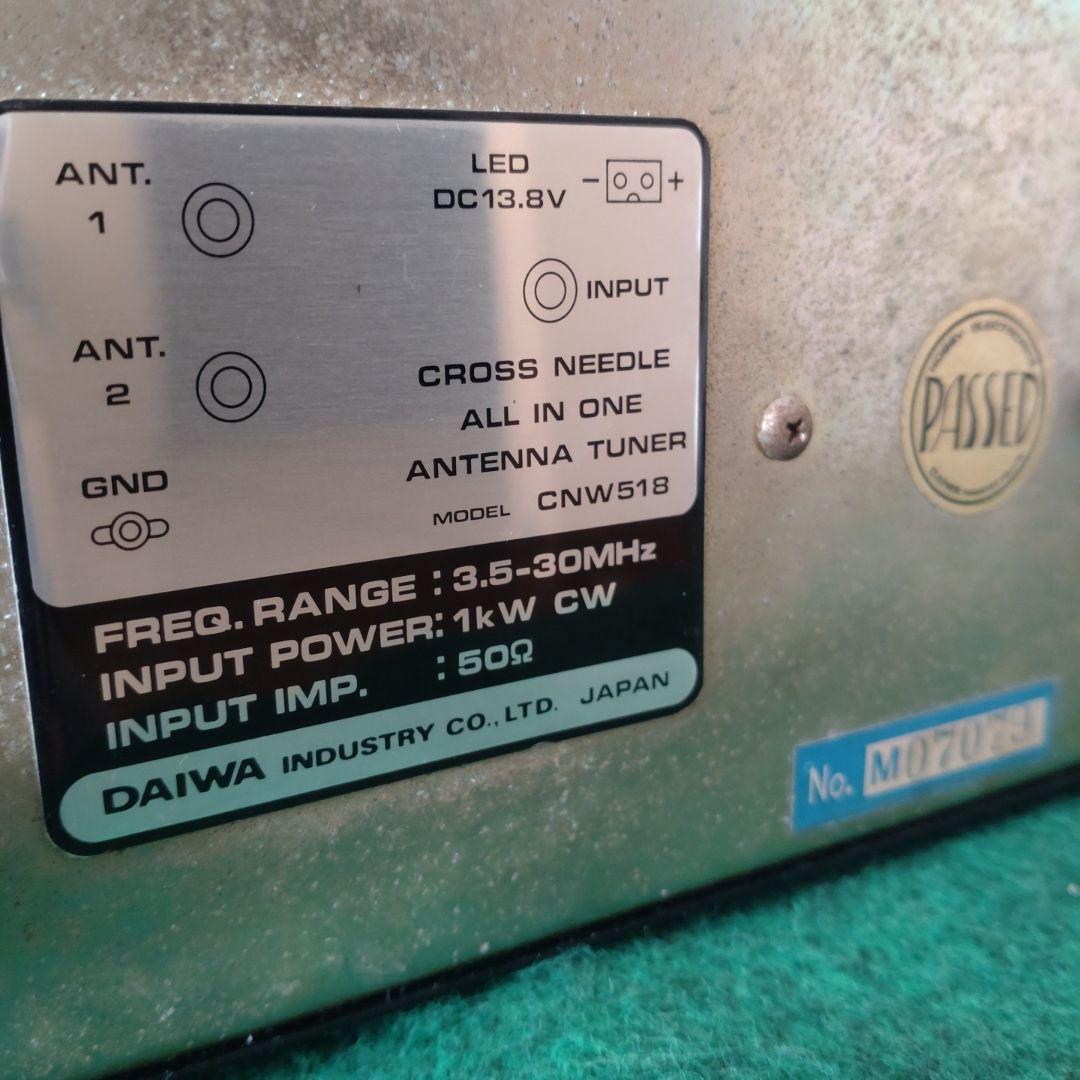 ANT.
1
LED
DC13.8V
- +
INPUT
ANT.
2
CROSS NEEDLE
ALL IN ONE
ANTENNA TUNER
GND
MODEL CNW518
FREQ. RANGE : 3.5-30MHz
INPUT POWER: 1kW CW
INPUT IMP. : 50Ω
DAIWA INDUSTRY CO., LTD. JAPAN
PASSED
No.